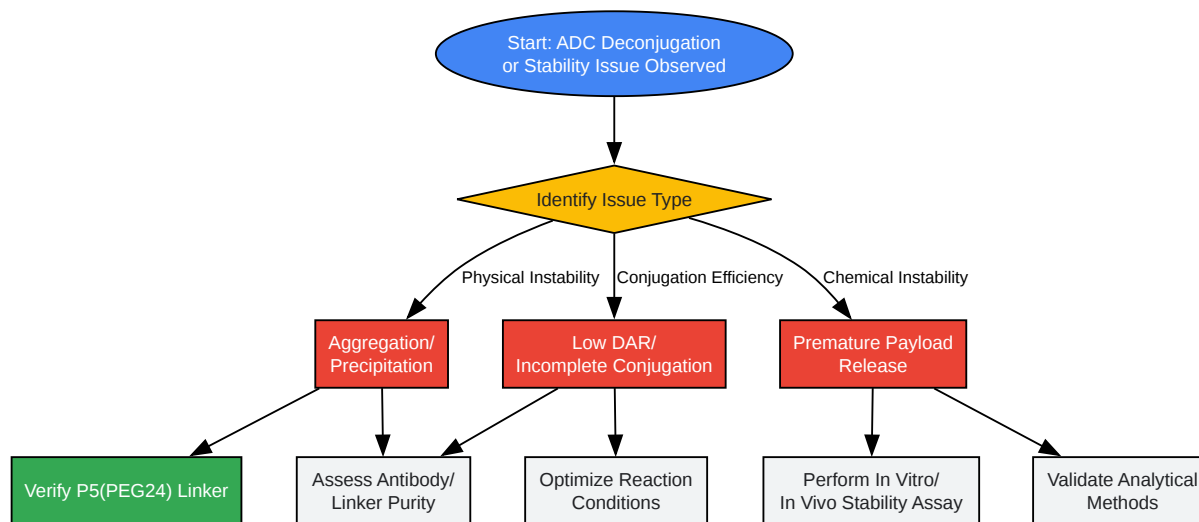 Start: ADC Deconjugation
or Stability Issue Observed
Identify Issue Type
Physical Instability
Conjugation Efficiency
Chemical Instability
Aggregation/
Precipitation
Low DAR/
Incomplete Conjugation
Premature Payload
Release
Verify P5(PEG24) Linker
Assess Antibody/
Linker Purity
Optimize Reaction
Conditions
Perform In Vitro/
In Vivo Stability Assay
Validate Analytical
Methods